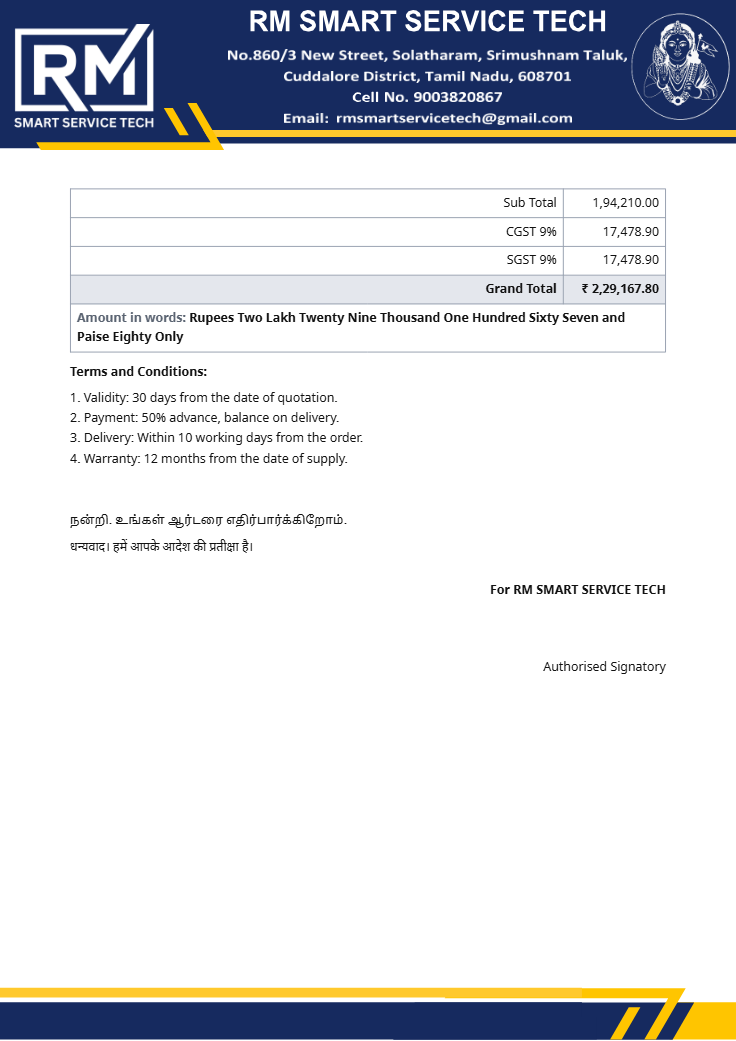 RM SMART SERVICE TECH
No.860/3 New Street, Solatharam, Srimushnam Taluk,
Cuddalore District, Tamil Nadu, 608701
Cell No. 9003820867
Email: rmsmartservicetech@gmail.com
RM
SMART SERVICE TECH
Sub Total 1,94,210.00
CGST 9% 17,478.90
SGST 9% 17,478.90
Grand Total ₹ 2,29,167.80
Amount in words: Rupees Two Lakh Twenty Nine Thousand One Hundred Sixty Seven and
Paise Eighty Only
Terms and Conditions:
1. Validity: 30 days from the date of quotation.
2. Payment: 50% advance, balance on delivery.
3. Delivery: Within 10 working days from the order.
4. Warranty: 12 months from the date of supply.
நன்றி. உங்கள் ஆர்டரை எதிர்பார்க்கிறோம்.
धन्यवाद। हमें आपके आदेश की प्रतीक्षा है।
For RM SMART SERVICE TECH
Authorised Signatory